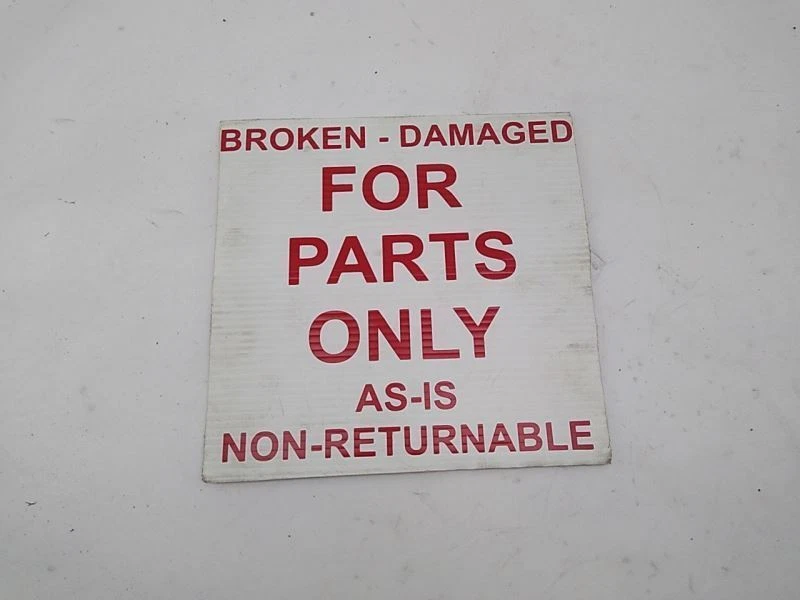 BROKEN - DAMAGED
FOR
PARTS
ONLY
AS-IS
NON-RETURNABLE